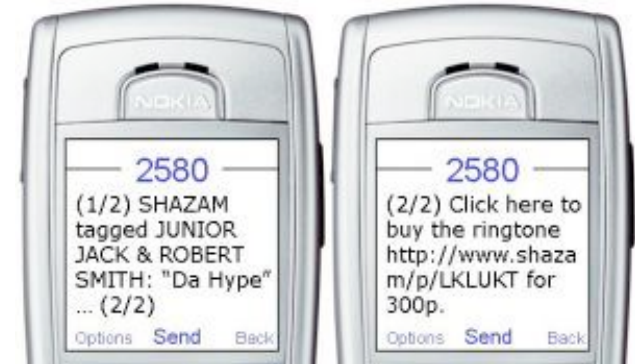 NOKIA
2580
(1/2) SHAZAM
tagged JUNIOR
JACK & ROBERT
SMITH: “Da Hype”
... (2/2)
Options Send Back
NOKIA
2580
(2/2) Click here to
buy the ringtone
http://www.shaza
m/p/LKLUKT for
300p.
Options Send Back